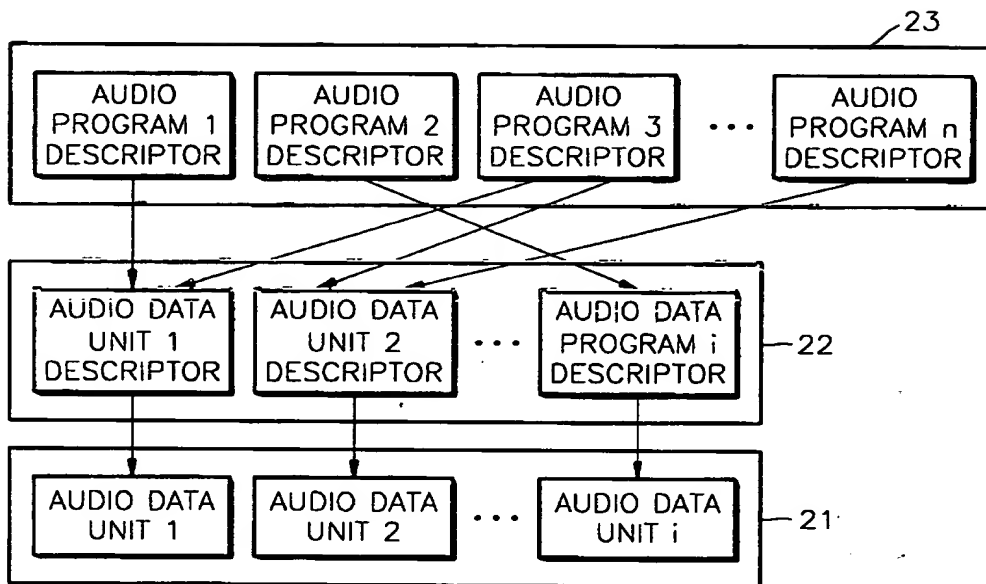 23
AUDIO
PROGRAM 1
DESCRIPTOR
AUDIO
PROGRAM 2
DESCRIPTOR
AUDIO
PROGRAM 3
DESCRIPTOR
• • •
AUDIO
PROGRAM n
DESCRIPTOR
AUDIO DATA
UNIT 1
DESCRIPTOR
AUDIO DATA
UNIT 2
DESCRIPTOR
• • •
AUDIO DATA
PROGRAM i
DESCRIPTOR
22
AUDIO DATA
UNIT 1
AUDIO DATA
UNIT 2
• • •
AUDIO DATA
UNIT i
21